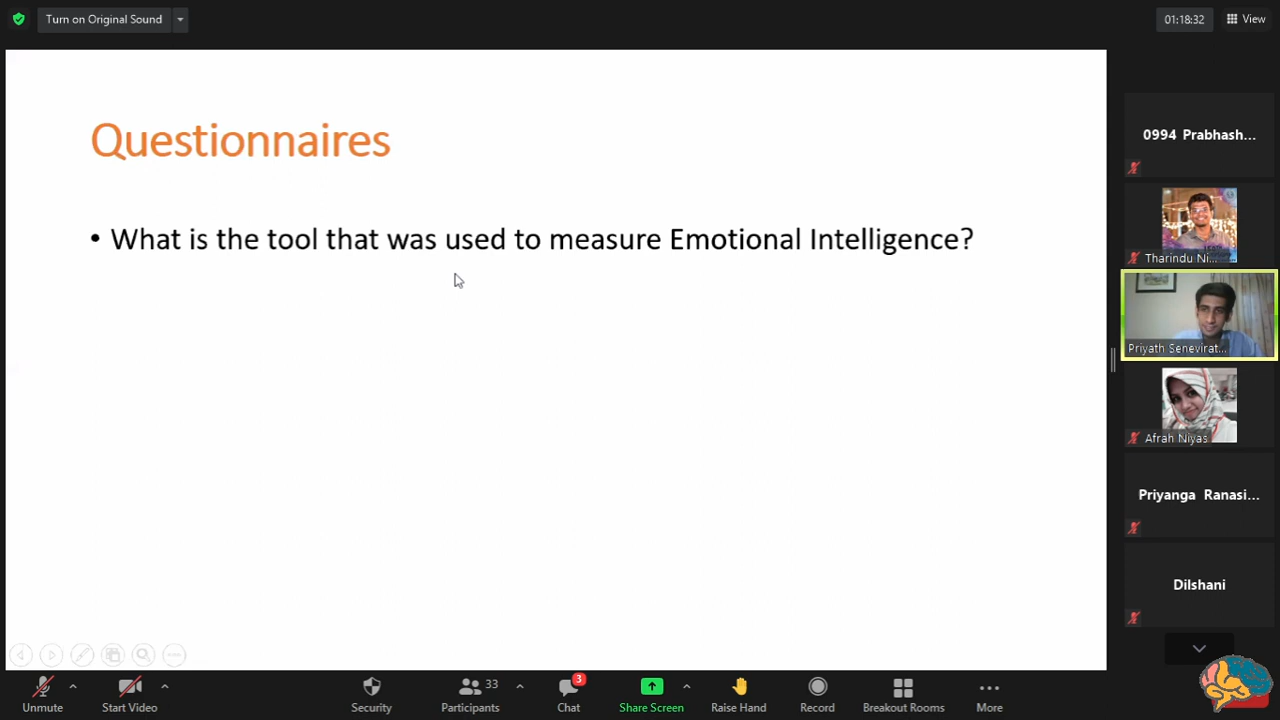 Turn on Original Sound
01:18:32
View
Questionnaires
• What is the tool that was used to measure Emotional Intelligence?
0994 Prabhash...
Tharindu Ni...
Priyath Senevirat...
Afrah Niyas
Priyanga Ranasi...
Dilshani
Unmute
Start Video
Security
33
Participants
3
Chat
Share Screen
Raise Hand
Record
Breakout Rooms
More